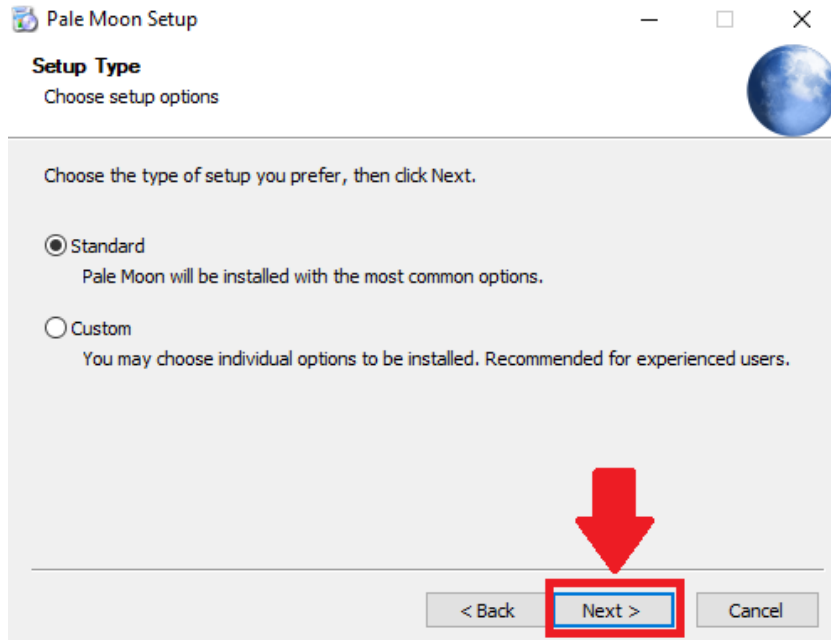 Pale Moon Setup
Setup Type
Choose setup options
Choose the type of setup you prefer, then click Next.
Standard
Pale Moon will be installed with the most common options.
Custom
You may choose individual options to be installed. Recommended for experienced users.
< Back Next > Cancel